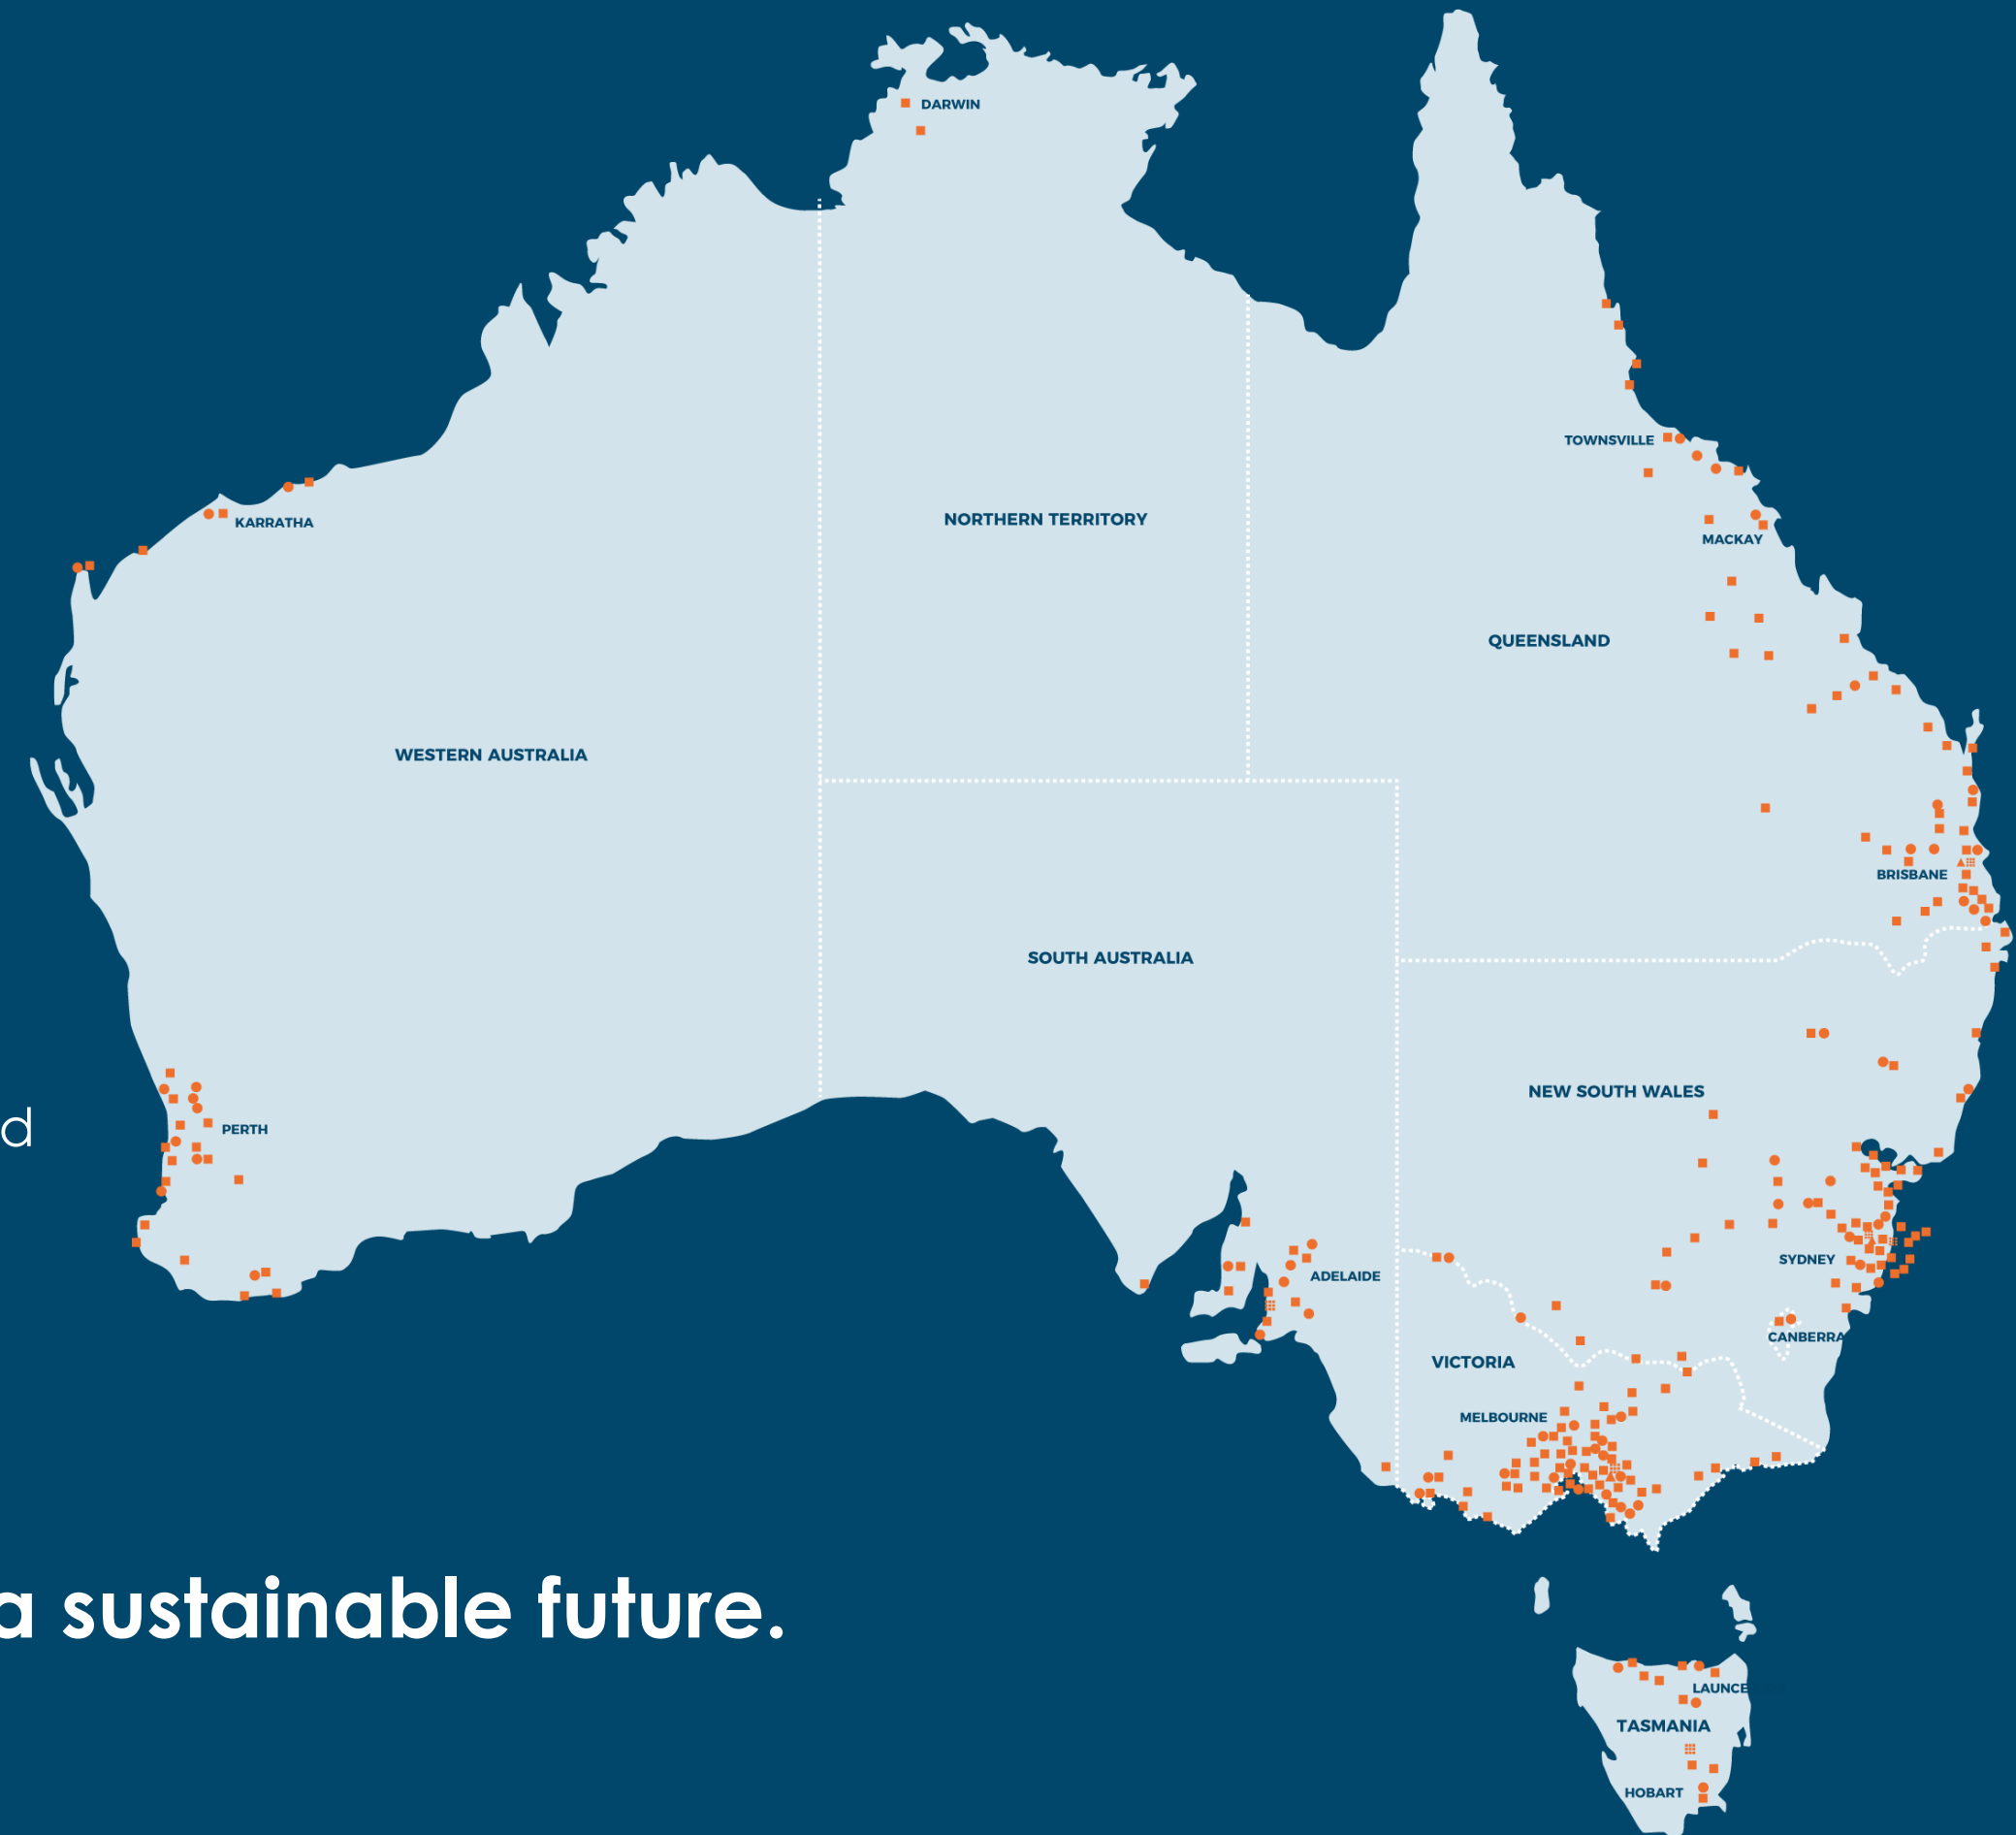 DARWIN
TOWNSVILLE
KARRATHA
NORTHERN TERRITORY
MACKAY
QUEENSLAND
WESTERN AUSTRALIA
BRISBANE
SOUTH AUSTRALIA
NEW SOUTH WALES
d
PERTH
SYDNEY
ADELAIDE
CANBERRA
VICTORIA
MELBOURNE
a sustainable future.
LAUNCE
TASMANIA
HOBART